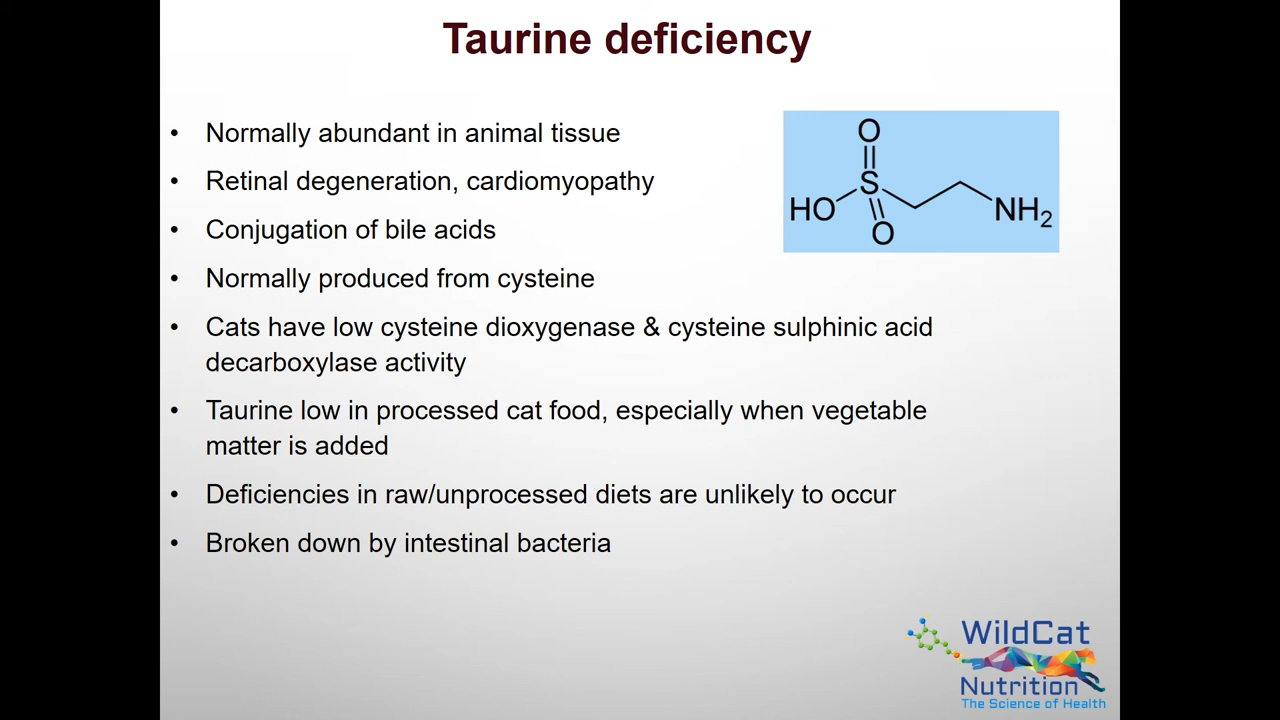 Taurine deficiency
• Normally abundant in animal tissue
• Retinal degeneration, cardiomyopathy
• Conjugation of bile acids
• Normally produced from cysteine
• Cats have low cysteine dioxygenase & cysteine sulphinic acid
decarboxylase activity
• Taurine low in processed cat food, especially when vegetable
matter is added
• Deficiencies in raw/unprocessed diets are unlikely to occur
• Broken down by intestinal bacteria
O
S
HO
NH2
O
WildCat
Nutrition
The Science of Health